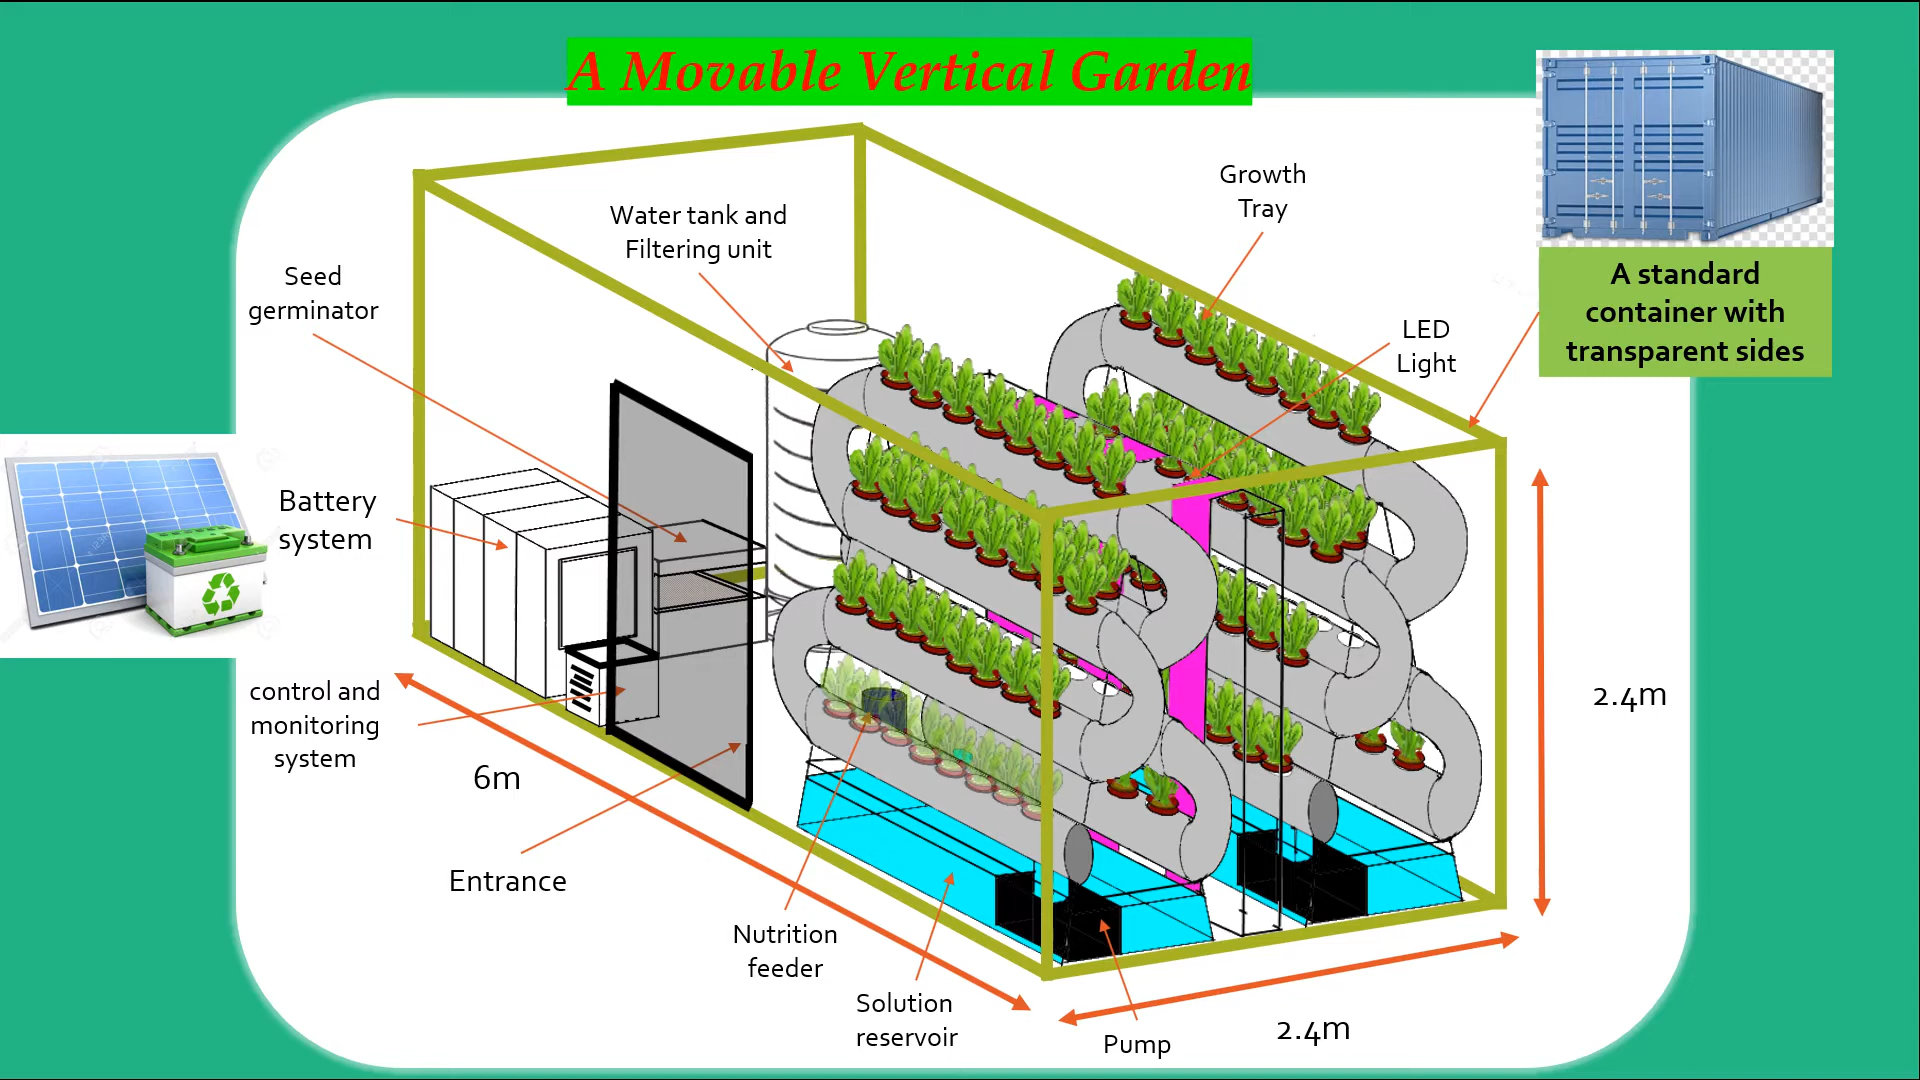 A Movable Vertical Garden
Growth
Tray
Water tank and
Filtering unit
Seed
germinator
A standard
container with
transparent sides
LED
Light
Battery
system
control and
monitoring
system
6m
2.4m
Entrance
Nutrition
feeder
Solution
reservoir
Pump
2.4m